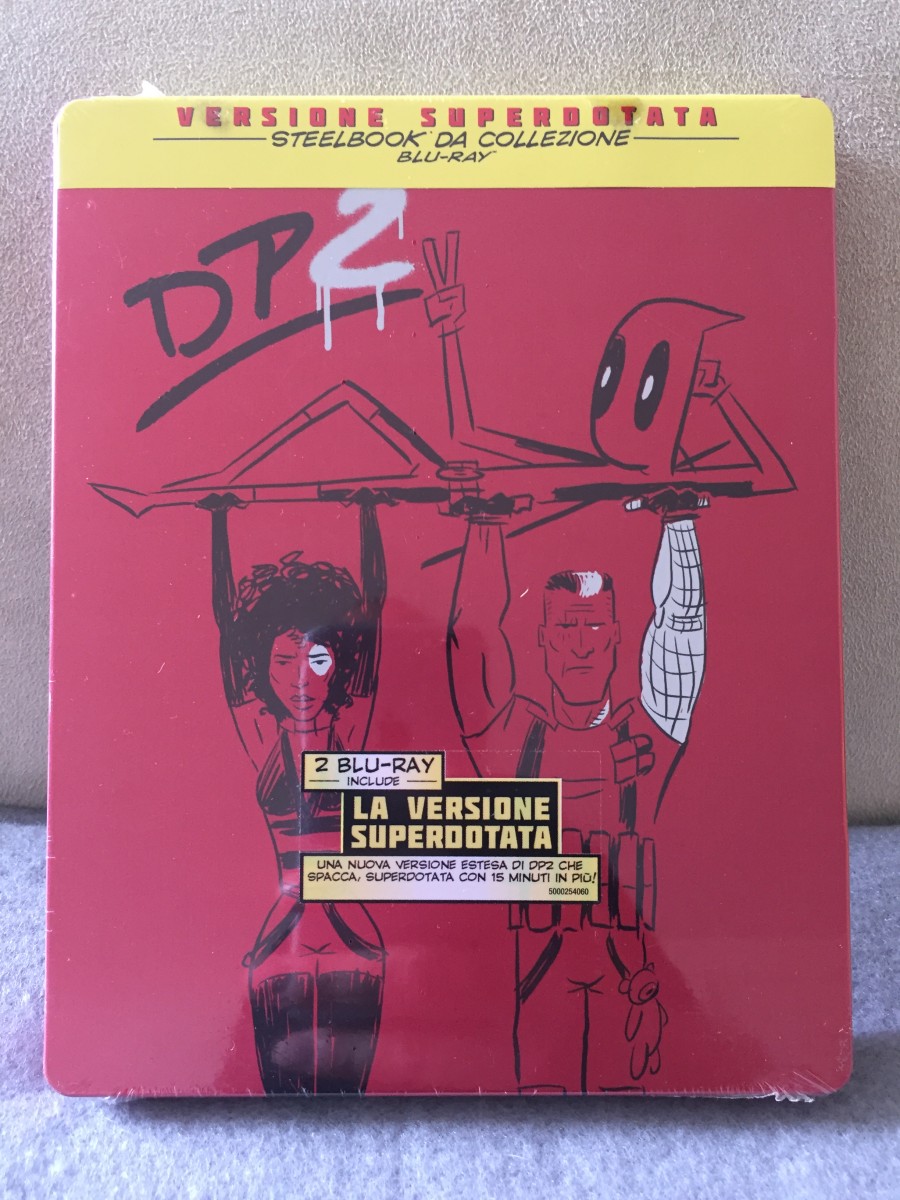 VERSIONE SUPERDOTATA
STEELBOOK® DA COLLEZIONE
BLU-RAY™
DP2
2 BLU-RAY
INCLUDE
LA VERSIONE
SUPERDOTATA
UNA NUOVA VERSIONE ESTESA DI DP2 CHE
SPACCA, SUPERDOTATA CON 15 MINUTI IN PIÙ!
5000254060